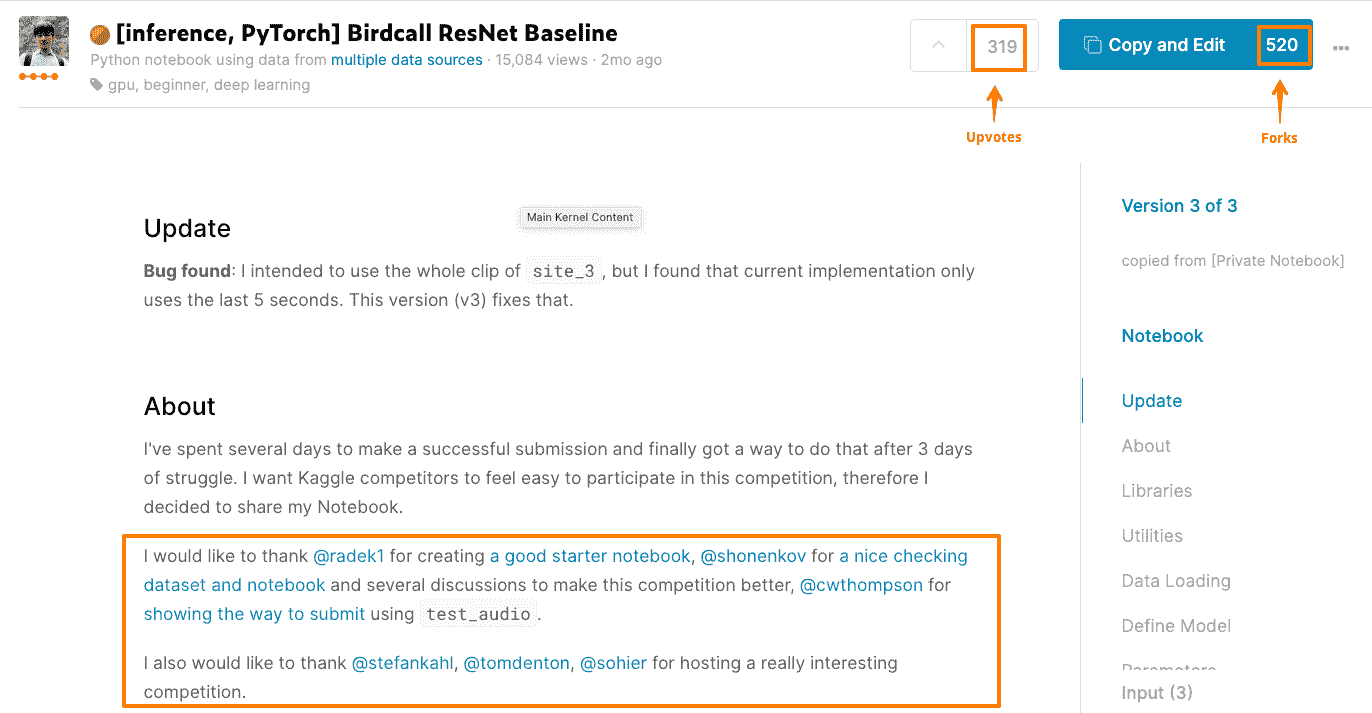 [inference, PyTorch] Birdcall ResNet Baseline
Python notebook using data from multiple data sources · 15,084 views · 2mo ago
gpu, beginner, deep learning
319
Copy and Edit
520
Upvotes
Forks
Main Kernel Content
Update
Bug found: I intended to use the whole clip of site_3, but I found that current implementation only
uses the last 5 seconds. This version (v3) fixes that.
About
I've spent several days to make a successful submission and finally got a way to do that after 3 days
of struggle. I want Kaggle competitors to feel easy to participate in this competition, therefore I
decided to share my Notebook.
I would like to thank @radek1 for creating a good starter notebook, @shonenkov for a nice checking
dataset and notebook and several discussions to make this competition better, @cwthompson for
showing the way to submit using test_audio.
I also would like to thank @stefankahl, @tomdenton, @sohier for hosting a really interesting
competition.
Version 3 of 3
copied from [Private Notebook]
Notebook
Update
About
Libraries
Utilities
Data Loading
Define Model
Parameters
Input (3)